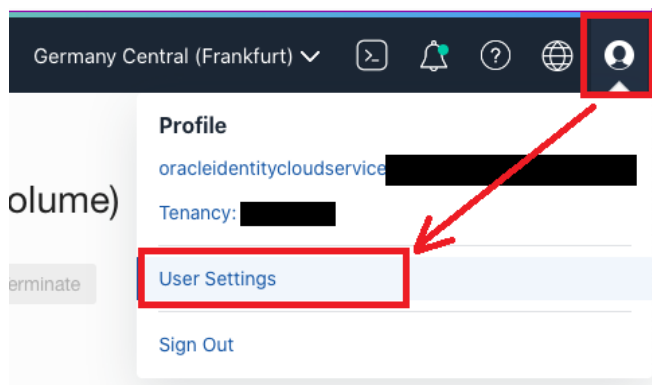 Germany Central (Frankfurt)
Profile
oracleidentitycloudservice
olume)
Tenancy:
erminate
User Settings
Sign Out